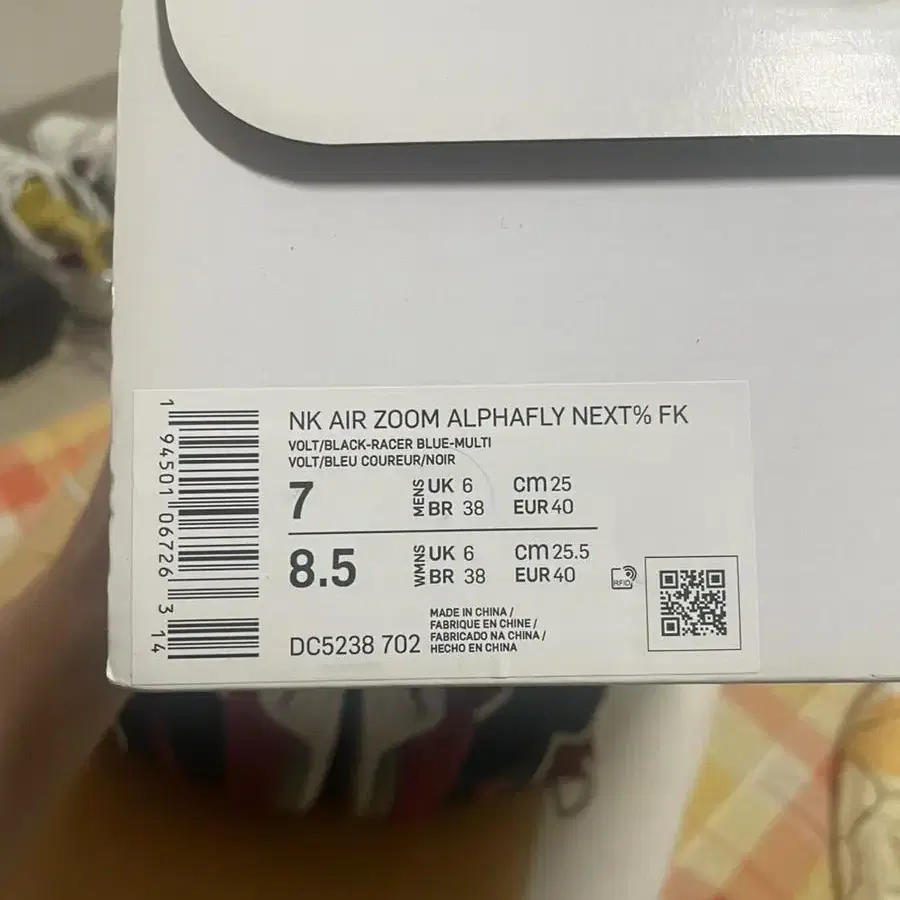 NK AIR ZOOM ALPHAFLY NEXT% FK
VOLT/BLACK-RACER BLUE-MULTI
VOLT/BLEU COUREUR/NOIR
7 MENS UK 6 cm 25
BR 38 EUR 40
8.5 WMNS UK 6 cm 25.5
BR 38 EUR 40
RFID
DC5238 702
MADE IN CHINA /
FABRIQUE EN CHINE /
FABRICADO NA CHINA /
HECHO EN CHINA
1 94501 06726 3 14